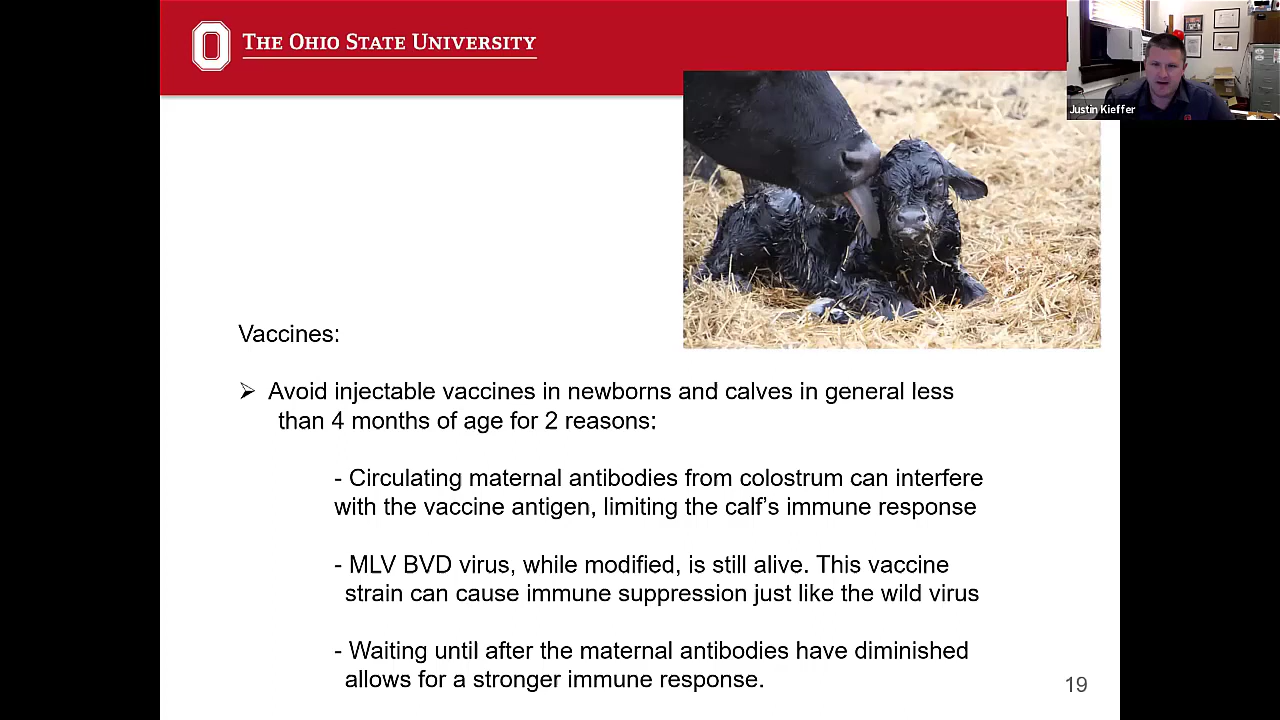 THE OHIO STATE UNIVERSITY
Justin Kieffer
Vaccines:
➢ Avoid injectable vaccines in newborns and calves in general less
than 4 months of age for 2 reasons:
- Circulating maternal antibodies from colostrum can interfere
with the vaccine antigen, limiting the calf’s immune response
- MLV BVD virus, while modified, is still alive. This vaccine
strain can cause immune suppression just like the wild virus
- Waiting until after the maternal antibodies have diminished
allows for a stronger immune response.
19